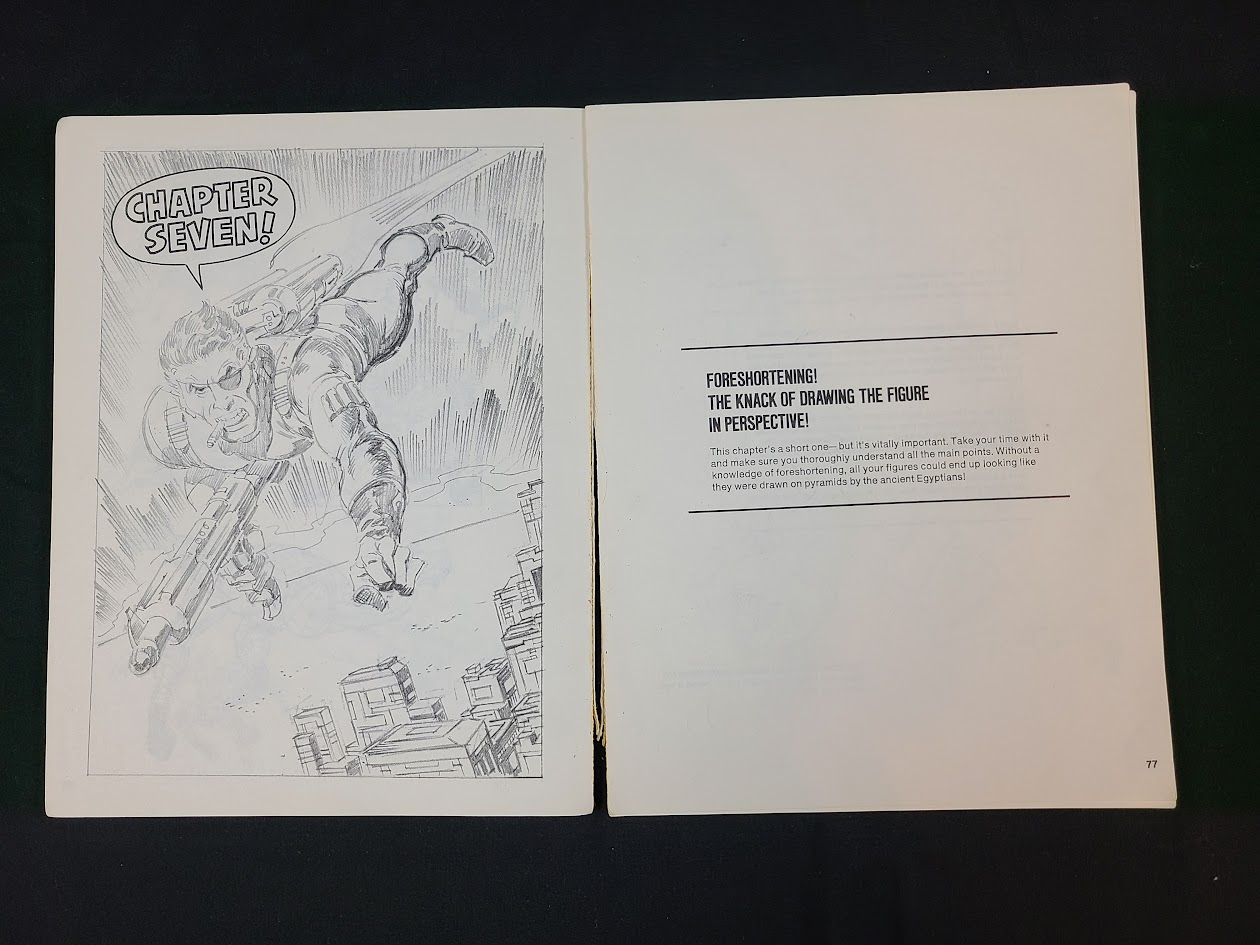 CHAPTER
SEVEN!
FORESHORTENING!
THE KNACK OF DRAWING THE FIGURE
IN PERSPECTIVE!
This chapter's a short one—but it's vitally important. Take your time with it
and make sure you thoroughly understand all the main points. Without a
knowledge of foreshortening, all your figures could end up looking like
they were drawn on pyramids by the ancient Egyptians!
77